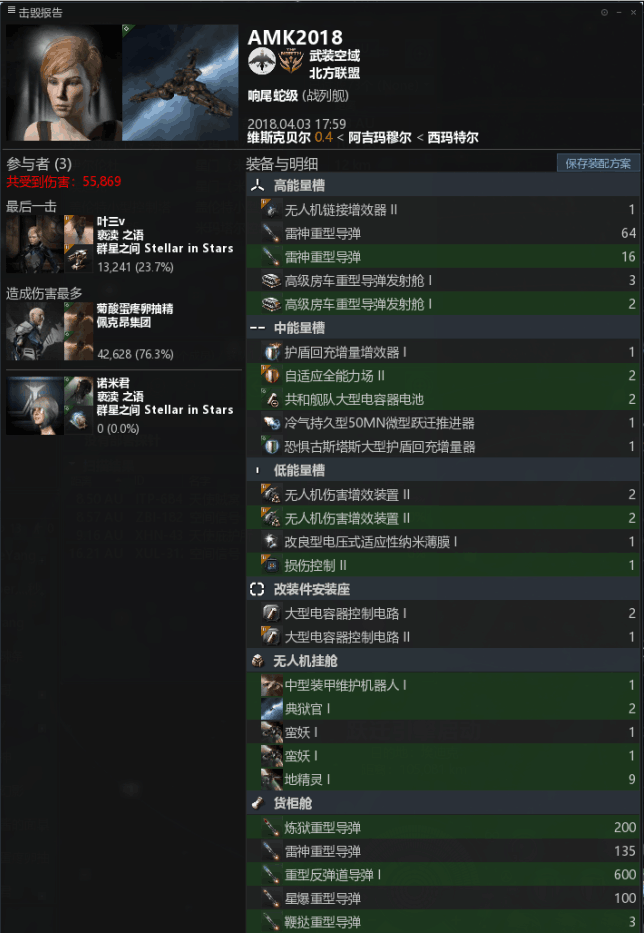 击毁报告
AMK2018
武装空域
北方联盟
响尾蛇级 (战列舰)
2018.04.03 17:59
维斯克贝尔 0.4 < 阿吉玛穆尔 < 西玛特尔
参与者 (3)
共受到伤害： 55,869
最后一击
叶三v
亵渎 之语
群星之间 Stellar in Stars
13,241 (23.7%)
造成伤害最多
菊酸蛋疼卵抽精
佩克昂集团
42,628 (76.3%)
诺米君
亵渎 之语
群星之间 Stellar in Stars
0 (0.0%)
装备与明细
保存装配方案
高能量槽
无人机链接增效器 II 1
雷神重型导弹 64
雷神重型导弹 16
高级房车重型导弹发射舱 I 3
高级房车重型导弹发射舱 I 2
中能量槽
护盾回充增量增效器 I 1
自适应全能力场 II 2
共和舰队大型电容器电池 2
冷气持久型50MN微型跃迁推进器 1
恐惧古斯塔斯大型护盾回充增量器 1
低能量槽
无人机伤害增效装置 II 2
无人机伤害增效装置 II 2
改良型电压式适应性纳米薄膜 I 1
损伤控制 II 1
改装件安装座
大型电容器控制电路 I 2
大型电容器控制电路 II 1
无人机挂舱
中型装甲维护机器人 I 1
典狱官 I 2
蛮妖 I 1
蛮妖 I 1
地精灵 I 9
货柜舱
炼狱重型导弹 200
雷神重型导弹 135
重型反弹道导弹 I 600
星爆重型导弹 100
鞭挞重型导弹 3